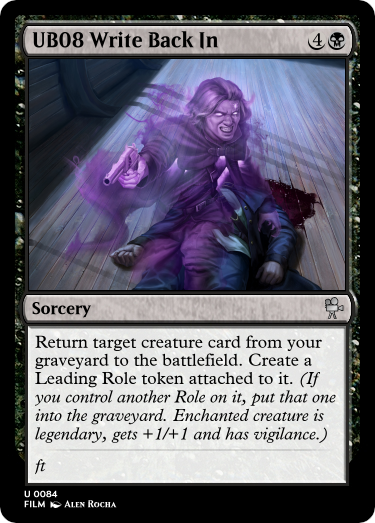 UB08 Write Back In 4
Sorcery
Return target creature card from your
graveyard to the battlefield. Create a
Leading Role token attached to it. (If
you control another Role on it, put that one
into the graveyard. Enchanted creature is
legendary, gets +1/+1 and has vigilance.)
ft
U 0084
FILM Alen Rocha